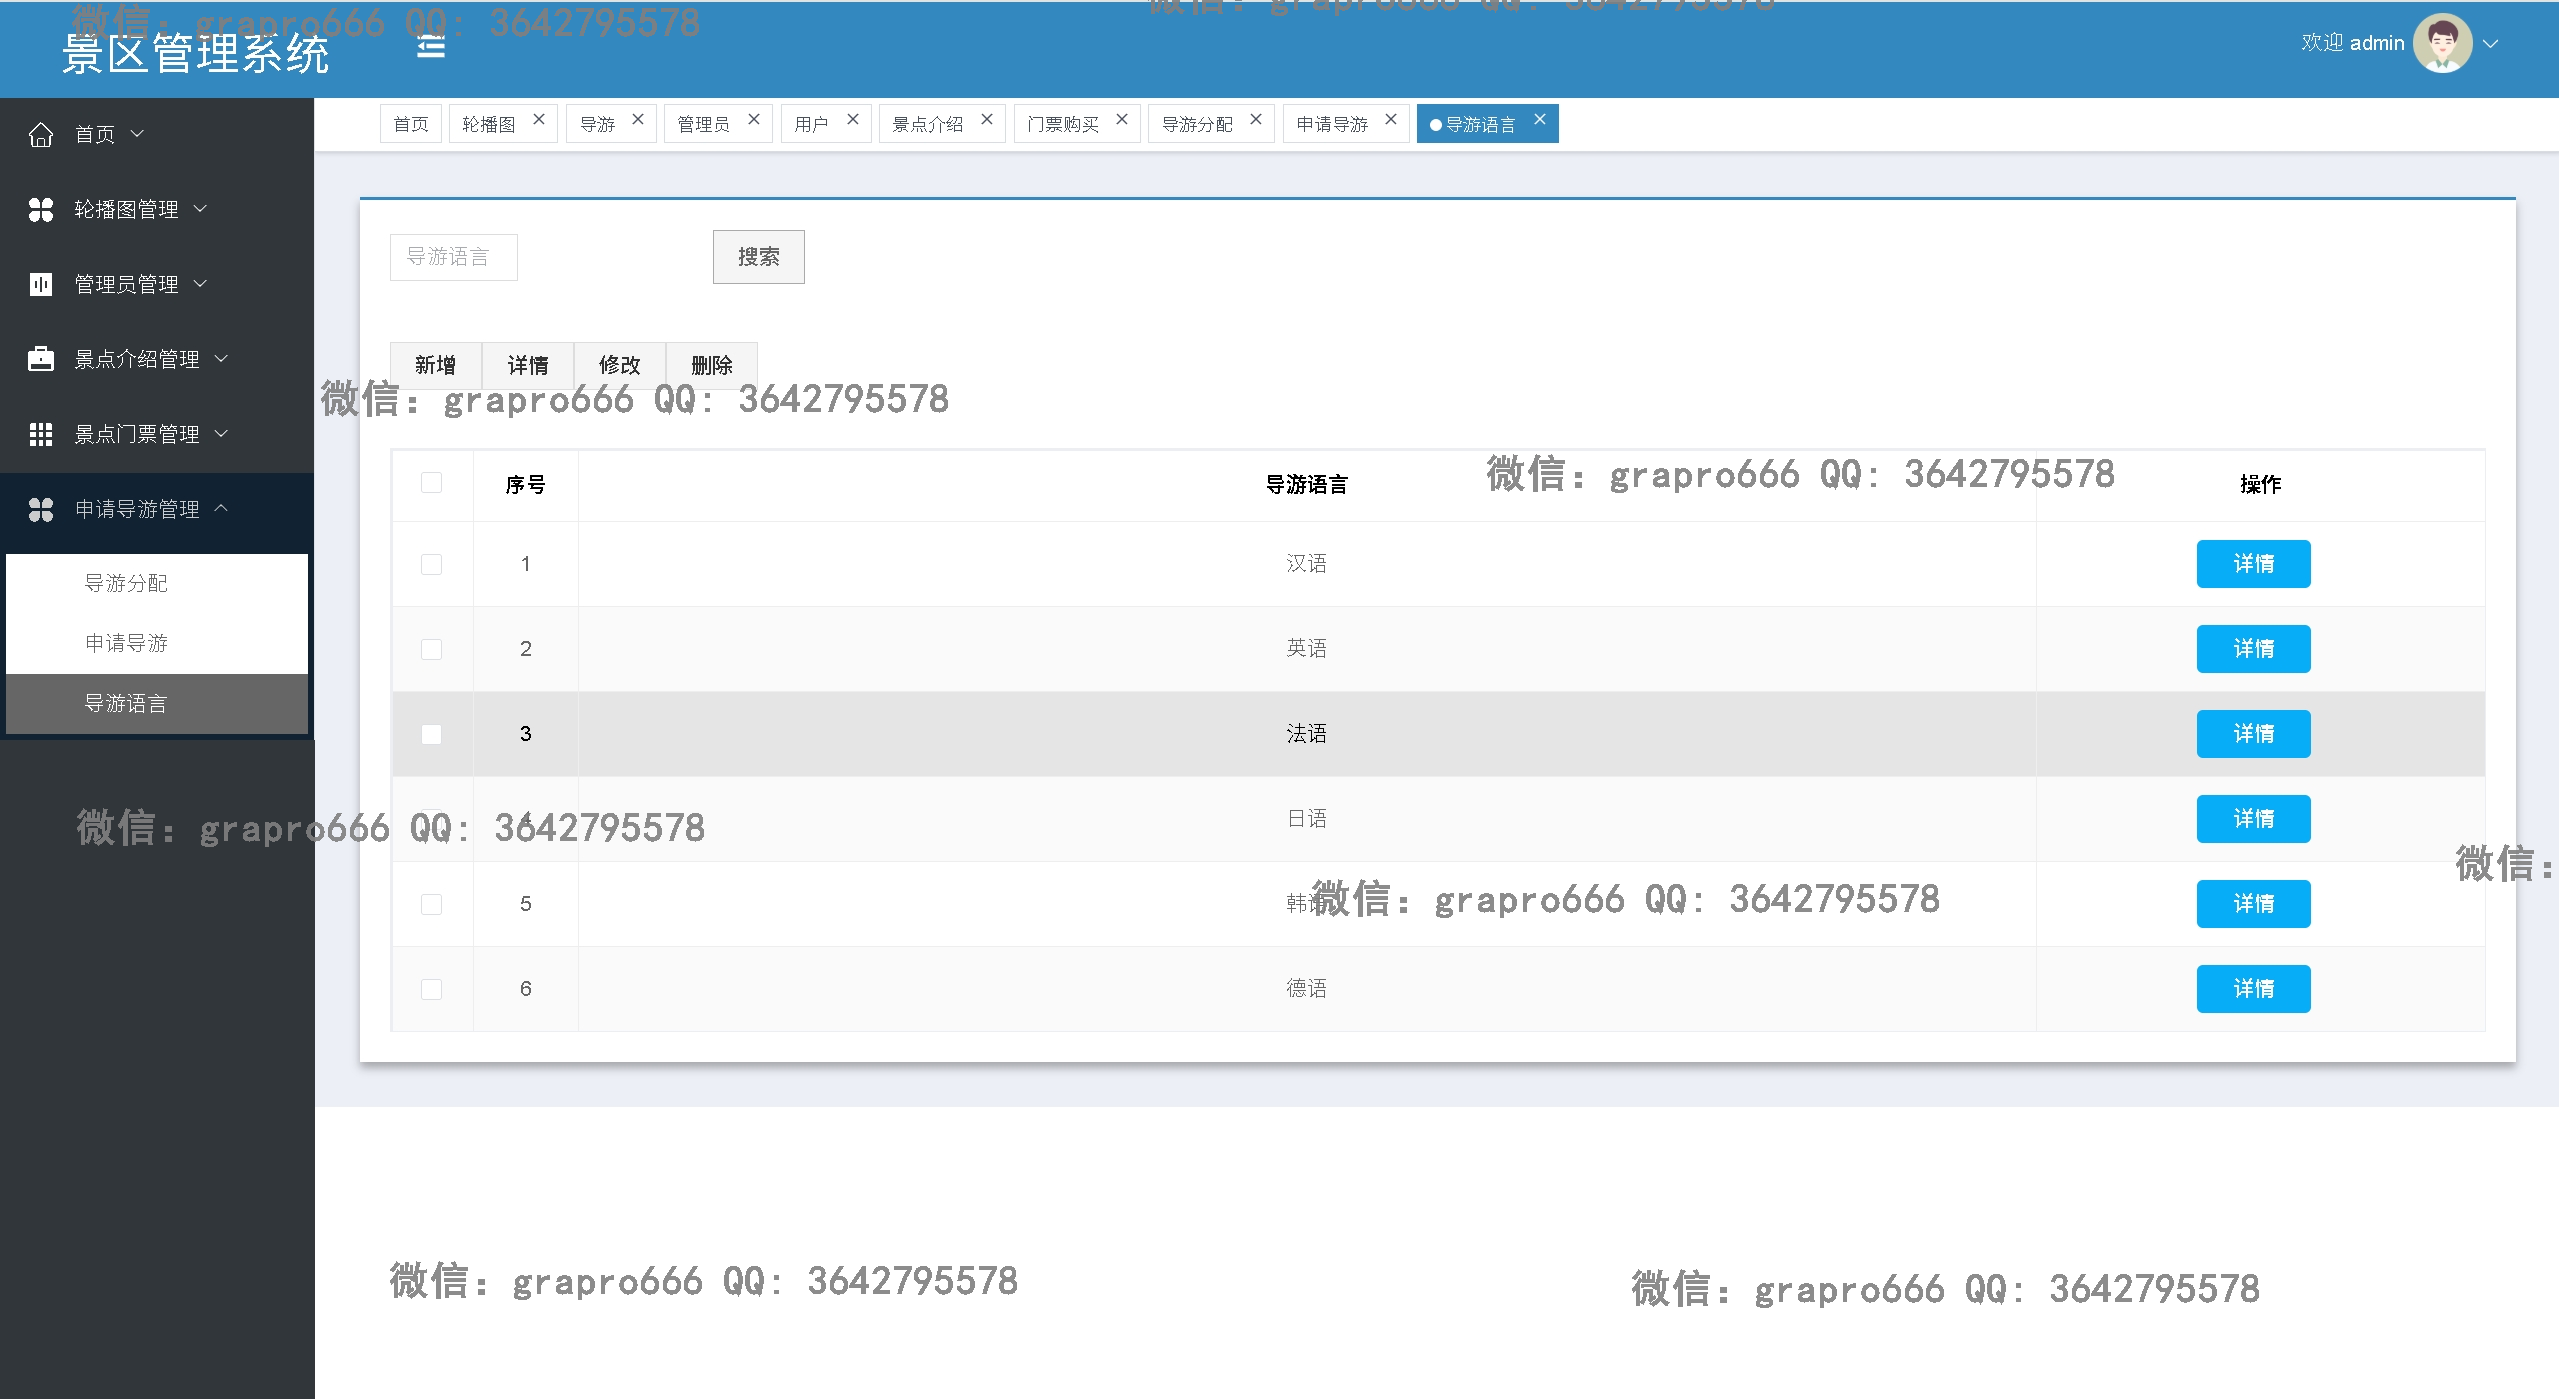 微信: grapro666 QQ: 3642795578
微信: grapro666 QQ: 3642795578
景区管理系统
欢迎 admin
首页
轮播图
导游
管理员
用户
景点介绍
门票购买
导游分配
申请导游
导游语言
首页
轮播图管理
管理员管理
景点介绍管理
景点门票管理
申请导游管理
导游分配
申请导游
导游语言
导游语言
搜索
新增
详情
修改
删除
微信: grapro666 QQ: 3642795578
微信: grapro666 QQ: 3642795578
序号 导游语言 操作
1 汉语 详情
2 英语 详情
3 法语 详情
4 日语 详情
微信: grapro666 QQ: 3642795578
微信:
5 韩语 详情
微信: grapro666 QQ: 3642795578
6 德语 详情
微信: grapro666 QQ: 3642795578
微信: grapro666 QQ: 3642795578